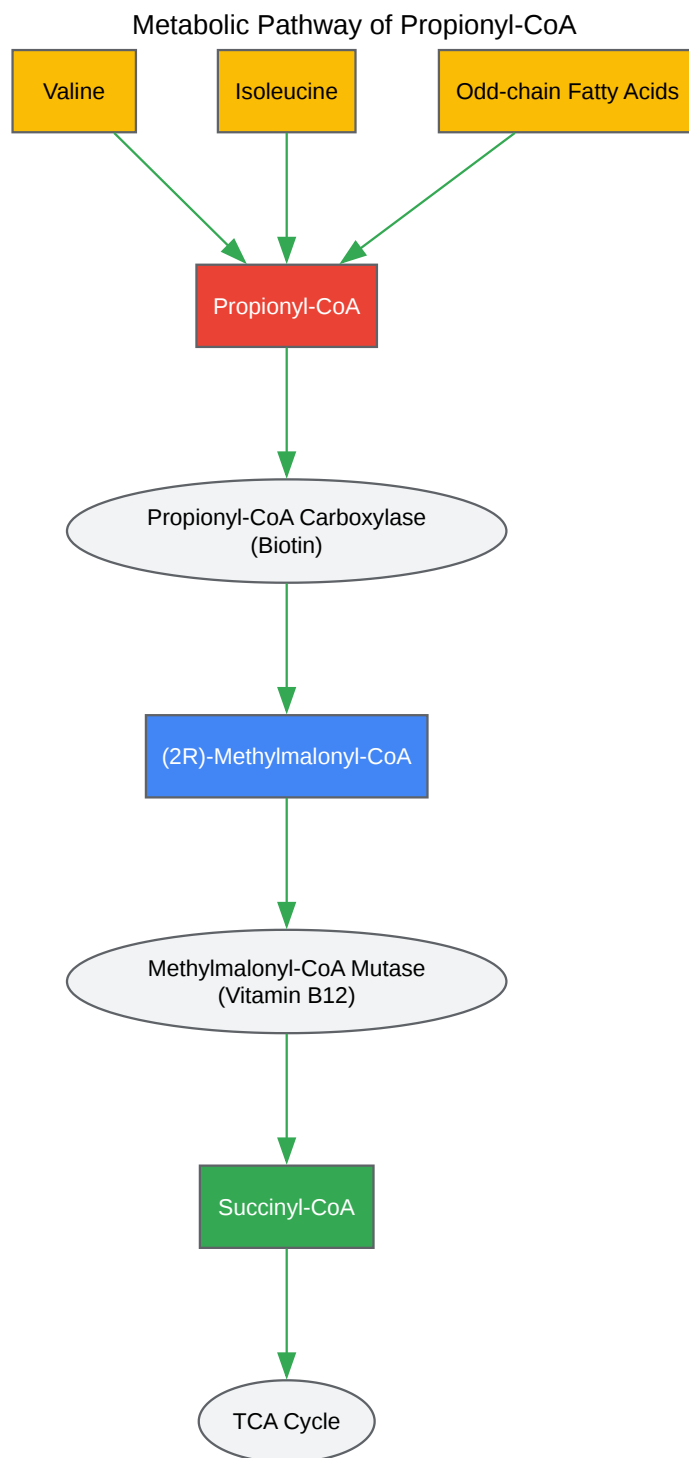 Metabolic Pathway of Propionyl-CoA
Valine
Isoleucine
Odd-chain Fatty Acids
Propionyl-CoA
Propionyl-CoA Carboxylase
(Biotin)
(2R)-Methylmalonyl-CoA
Methylmalonyl-CoA Mutase
(Vitamin B12)
Succinyl-CoA
TCA Cycle